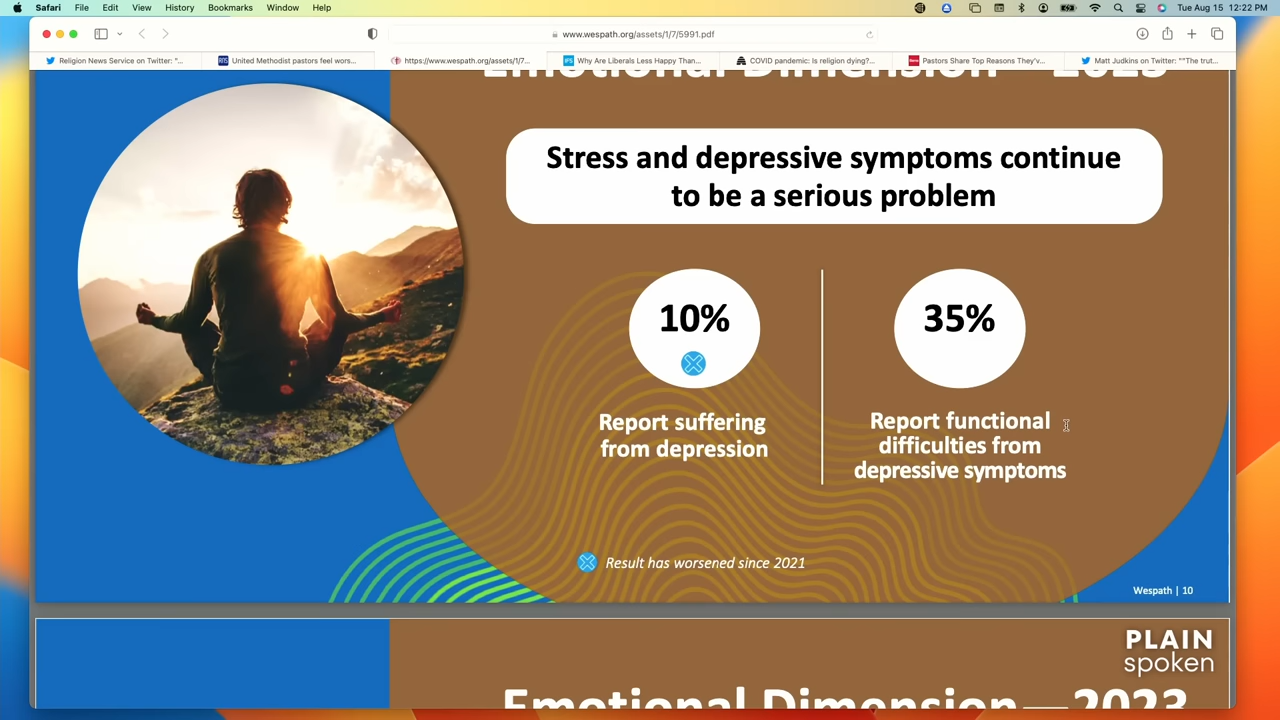 Safari File Edit View History Bookmarks Window Help Tue Aug 15 12:22 PM
www.wespath.org/assets/1/7/5991.pdf
Religion News Service on Twitter: "... United Methodist pastors feel wors... https://www.wespath.org/assets/1/7... Why Are Liberals Less Happy Than... COVID pandemic: Is religion dying?... Pastors Share Top Reasons They'v... Matt Judkins on Twitter: ""The trut...
Emotional Dimension—2023
Stress and depressive symptoms continue
to be a serious problem
10%
Report suffering
from depression
35%
Report functional
difficulties from
depressive symptoms
Result has worsened since 2021
Wespath | 10
PLAIN
spoken
Emotional Dimension—2023